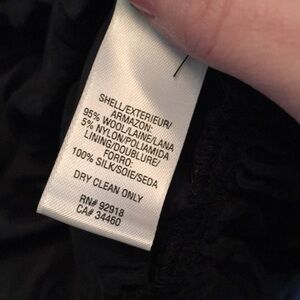 SHELL/EXTERIEUR/
ARMAZON:
95% WOOL/LAINE/LANA
5% NYLON/POLIAMIDA
LINING/DOUBLURE/
FORRO:
100% SILK/SOIE/SEDA
DRY CLEAN ONLY
RN# 92918
CA# 34460